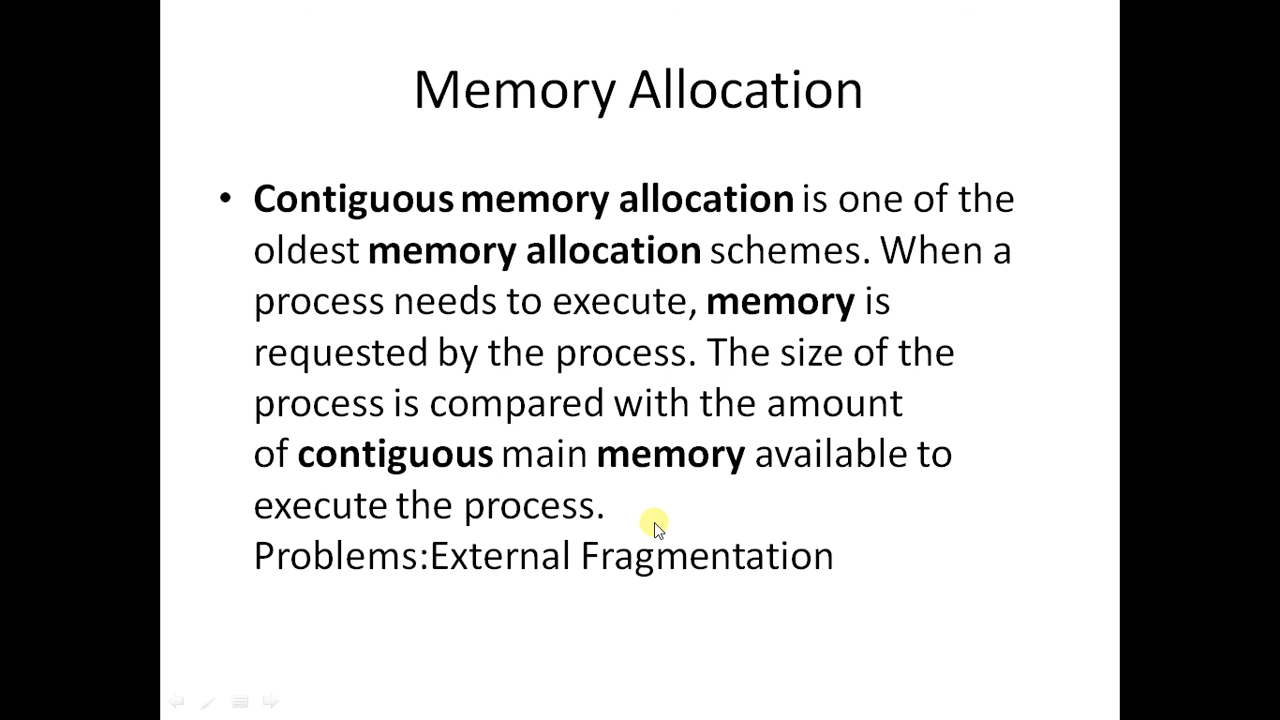 Memory Allocation
• Contiguous memory allocation is one of the
oldest memory allocation schemes. When a
process needs to execute, memory is
requested by the process. The size of the
process is compared with the amount
of contiguous main memory available to
execute the process.
Problems:External Fragmentation